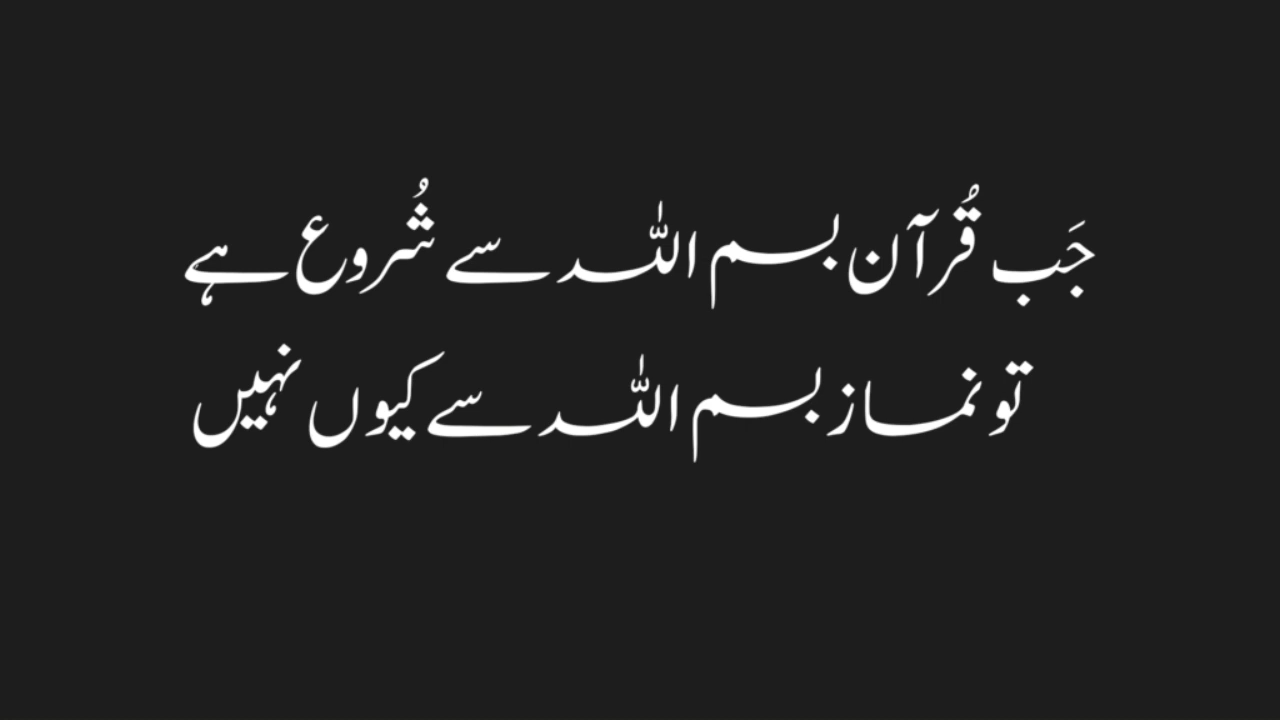 جَب قُرآن بسم اللہ سے شُروع ہے
تو نماز بسم اللہ سے کیوں نہیں